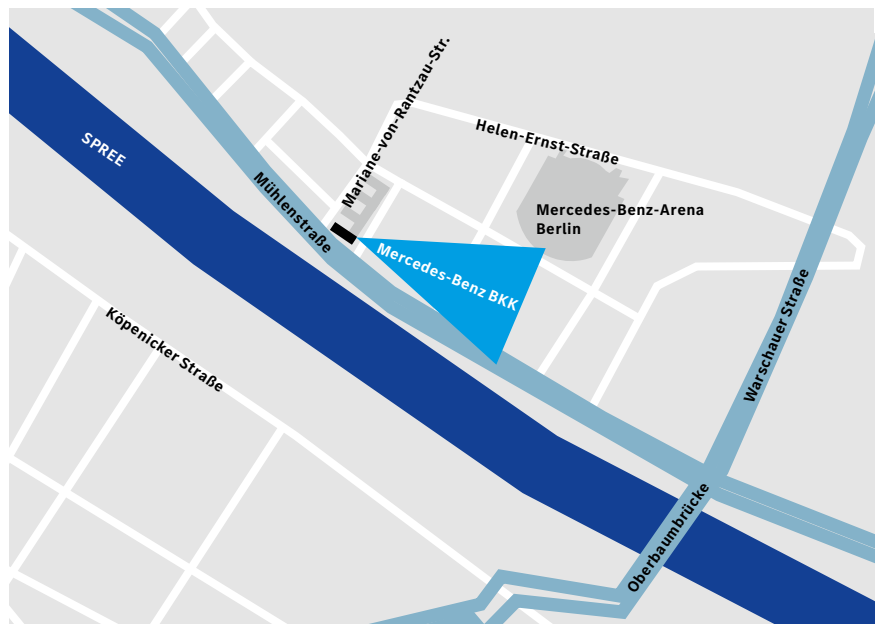 Mariane-von-Rantzau-Str.
Helen-Ernst-Straße
SPREE
Mühlenstraße
Mercedes-Benz-Arena
Berlin
Mercedes-Benz BKK
Warschauer Straße
Köpenicker Straße
Oberbaumbrücke